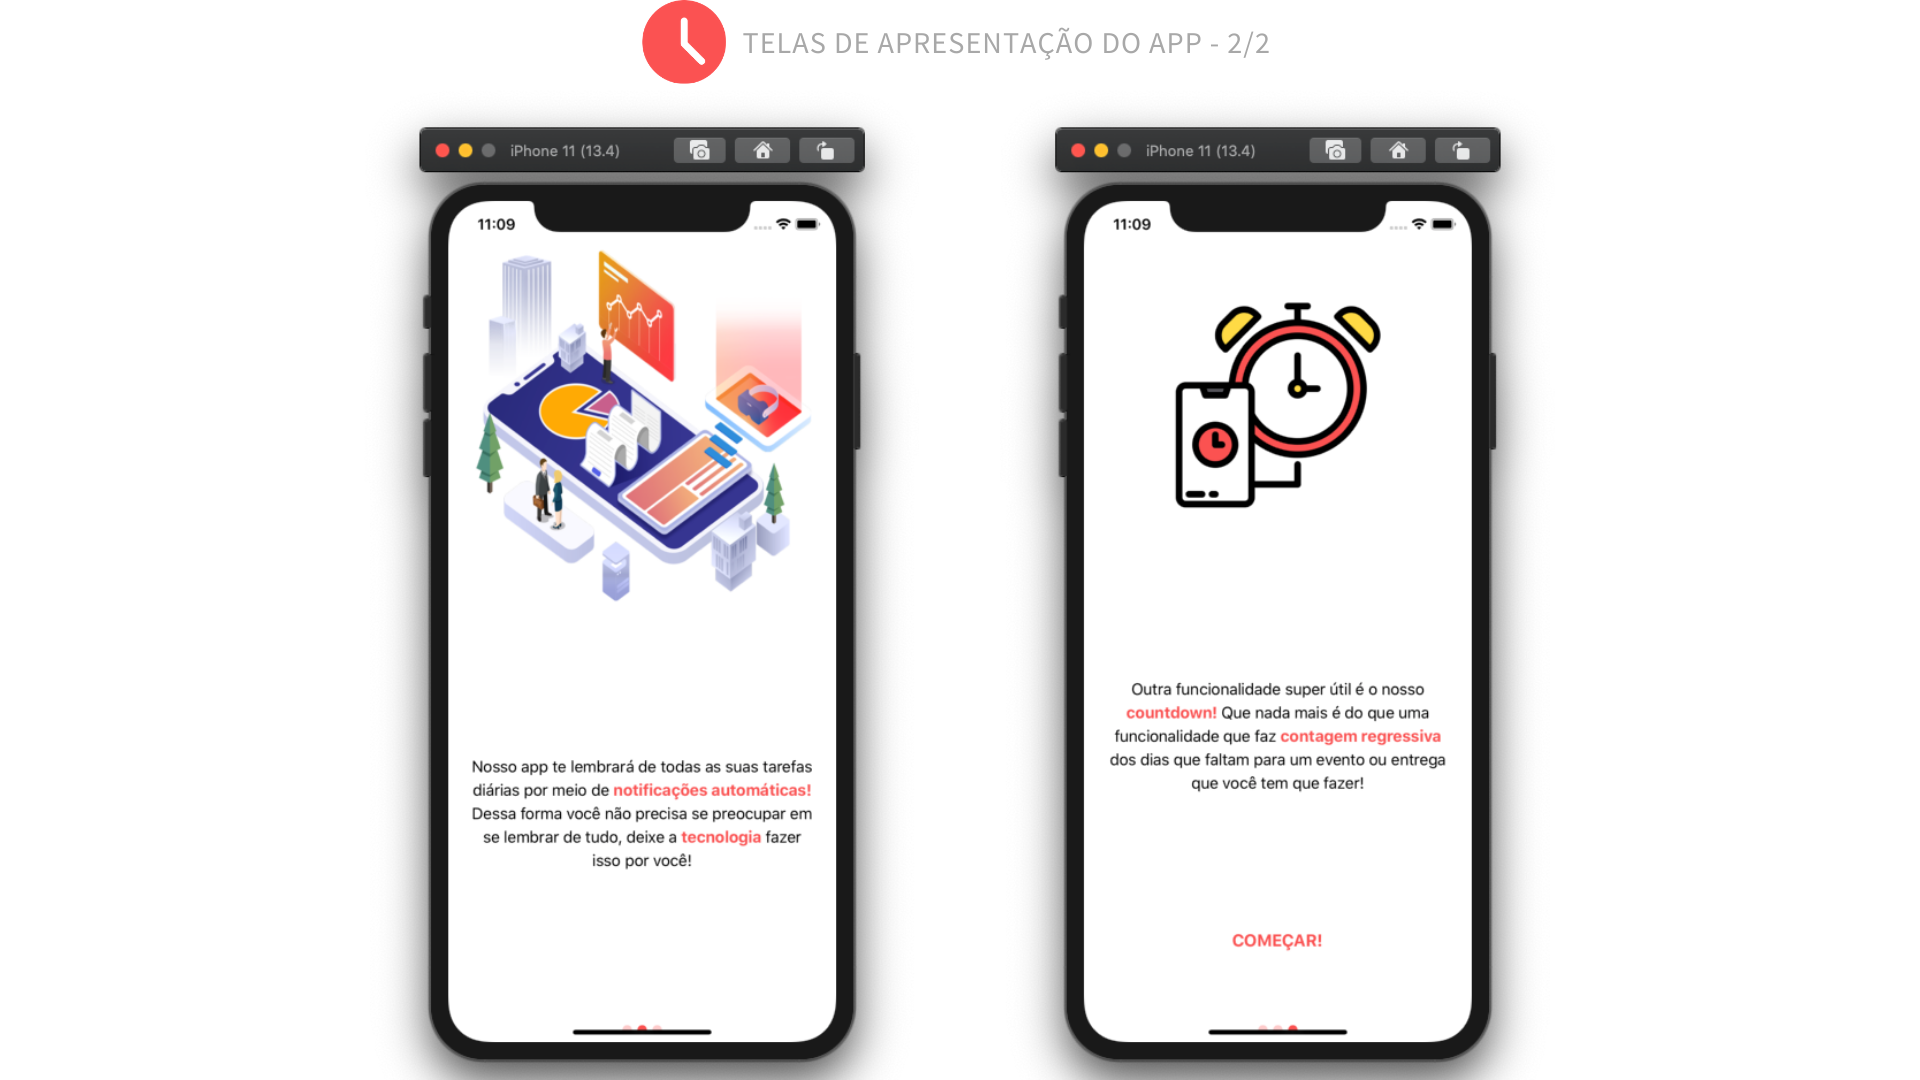 TELAS DE APRESENTAÇÃO DO APP - 2/2
iPhone 11 (13.4)
11:09
Nosso app te lembrará de todas as suas tarefas
diárias por meio de notificações automáticas!
Dessa forma você não precisa se preocupar em
se lembrar de tudo, deixe a tecnologia fazer
isso por você!
iPhone 11 (13.4)
11:09
Outra funcionalidade super útil é o nosso
countdown! Que nada mais é do que uma
funcionalidade que faz contagem regressiva
dos dias que faltam para um evento ou entrega
que você tem que fazer!
COMEÇAR!